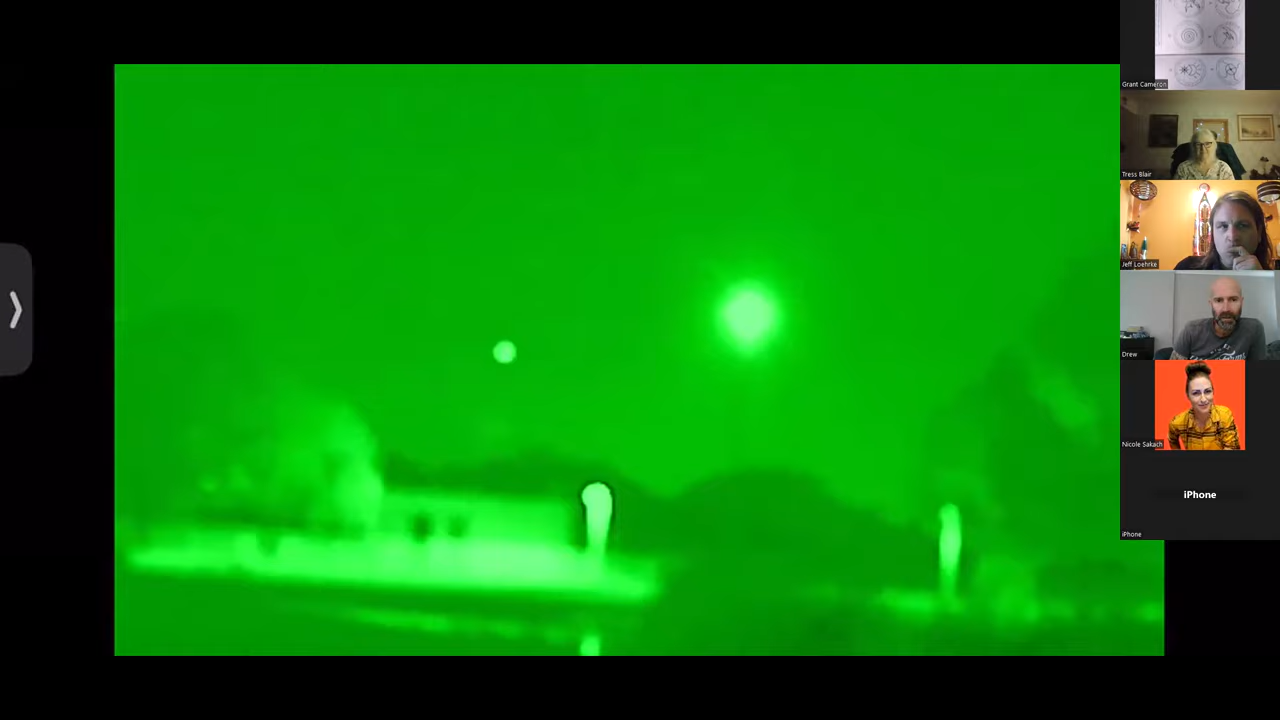 Grant Cameron
Tress Blair
Jeff Loehrke
Drew
Nicole Sakach
iPhone
iPhone